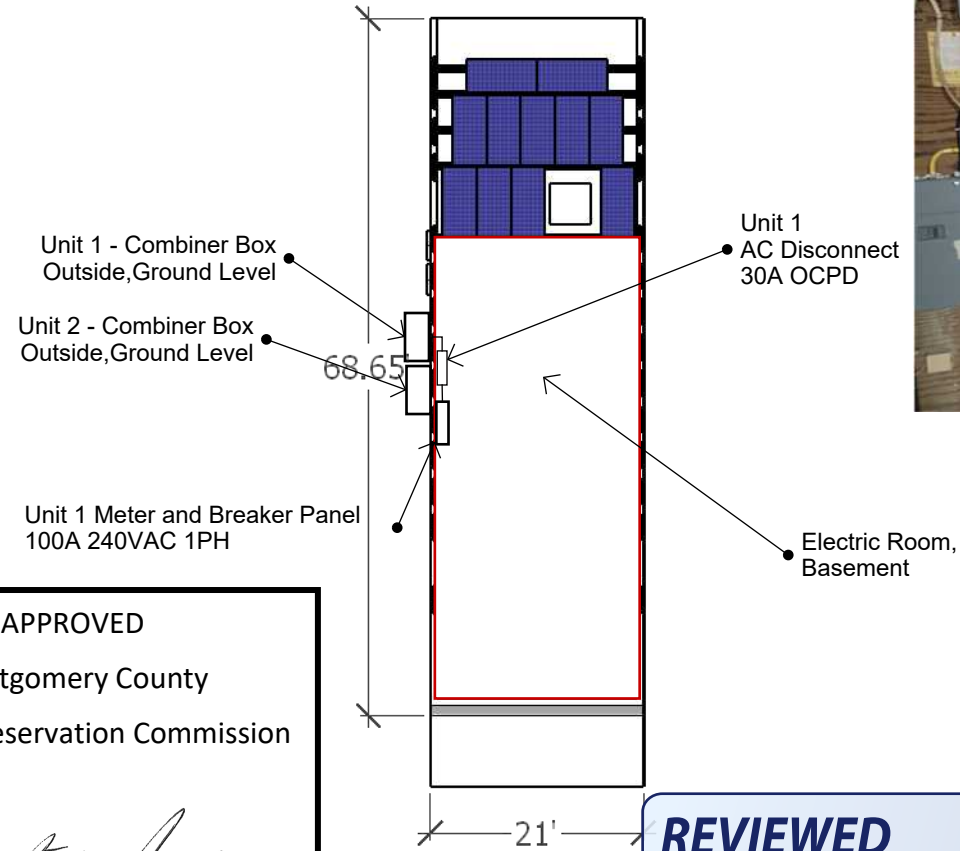 Unit 1 - Combiner Box
Outside,Ground Level
Unit 2 - Combiner Box
Outside,Ground Level
68.65
Unit 1
AC Disconnect
30A OCPD
Unit 1 Meter and Breaker Panel
100A 240VAC 1PH
Electric Room,
Basement
APPROVED
tgomery County
eservation Commission
21'
REVIEWED